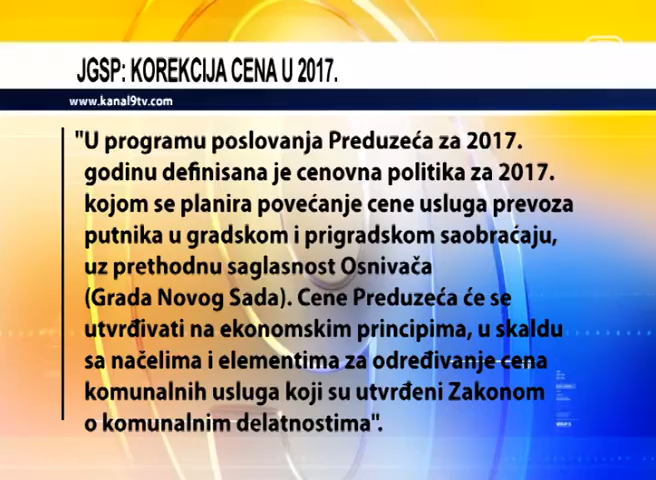 JGSP: KOREKCIJA CENA U 2017.
www.kanal9tv.com
"U programu poslovanja Preduzeća za 2017.
godinu definisana je cenovna politika za 2017.
kojom se planira povećanje cene usluga prevoza
putnika u gradskom i prigradskom saobraćaju,
uz prethodnu saglasnost Osnivača
(Grada Novog Sada). Cene Preduzeća će se
utvrđivati na ekonomskim principima, u skaldu
sa načelima i elementima za određivanje cena
komunalnih usluga koji su utvrđeni Zakonom
o komunalnim delatnostima".